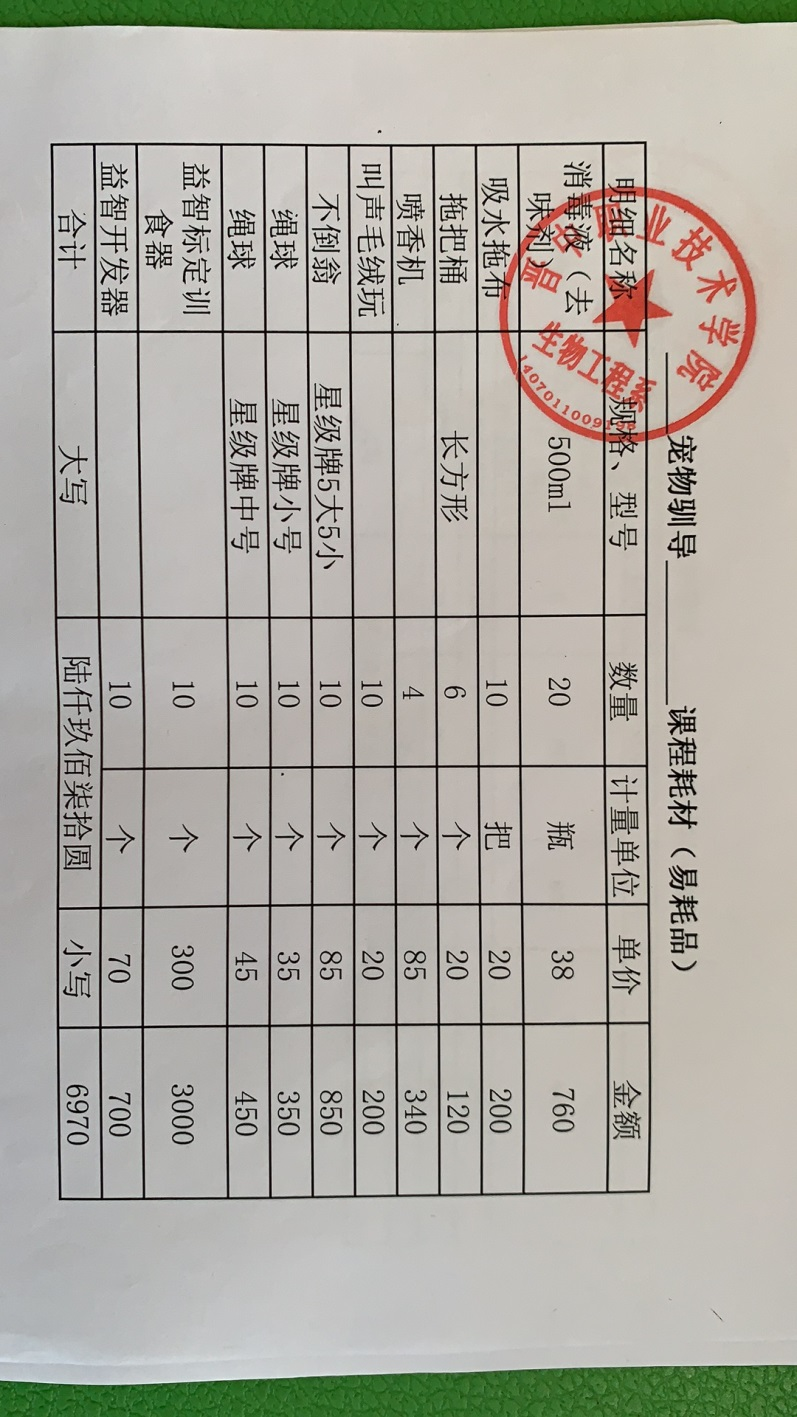 宠物驯导 课程耗材（易耗品）
明细名称 规格、型号 数量 计量单位 单价 金额
消毒液（去
味剂） 500ml 20 瓶 38 760
吸水拖布 10 把 20 200
拖把桶 长方形 6 个 20 120
喷香机 4 个 85 340
叫声毛绒玩 10 个 20 200
不倒翁 星级牌5大5小 10 个 85 850
绳球 星级牌小号 10 个 35 350
绳球 星级牌中号 10 个 45 450
益智标定训
食器 10 个 300 3000
益智开发器 10 个 70 700
合计 大写 陆仟玖佰柒拾圆 小写 6970
业技术学院
生物工程系